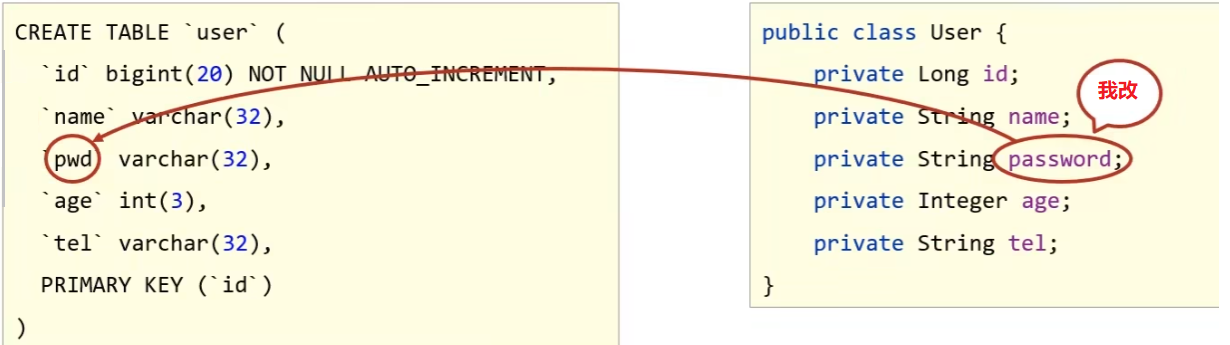 CREATE TABLE `user` (
`id` bigint(20) NOT NULL AUTO_INCREMENT,
`name` varchar(32),
`pwd` varchar(32),
`age` int(3),
`tel` varchar(32),
PRIMARY KEY (`id`)
)
public class User {
private Long id;
private String name;
private String password;
private Integer age;
private String tel;
}
我改